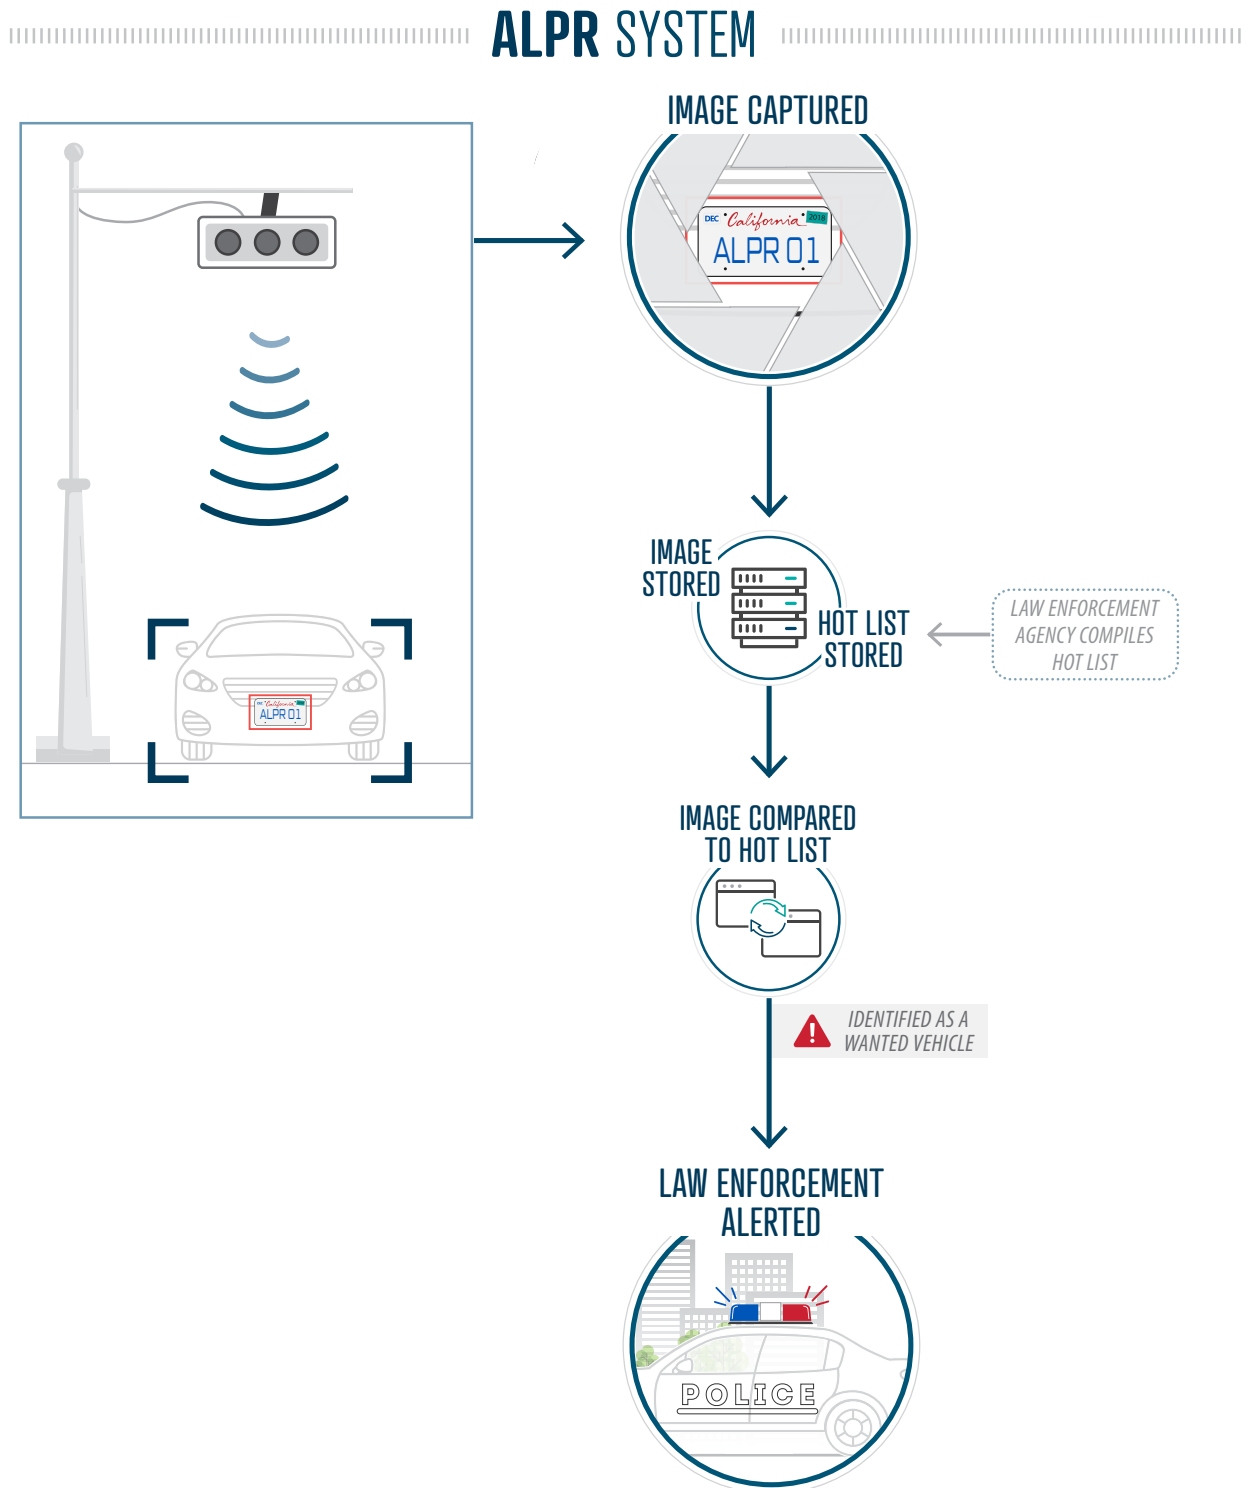 ALPR SYSTEM
IMAGE CAPTURED
DEC California 2018
ALPR 01
IMAGE
STORED
HOT LIST
STORED
LAW ENFORCEMENT
AGENCY COMPILES
HOT LIST
DEC California
ALPR 01
IMAGE COMPARED
TO HOT LIST
IDENTIFIED AS A
WANTED VEHICLE
LAW ENFORCEMENT
ALERTED
POLICE